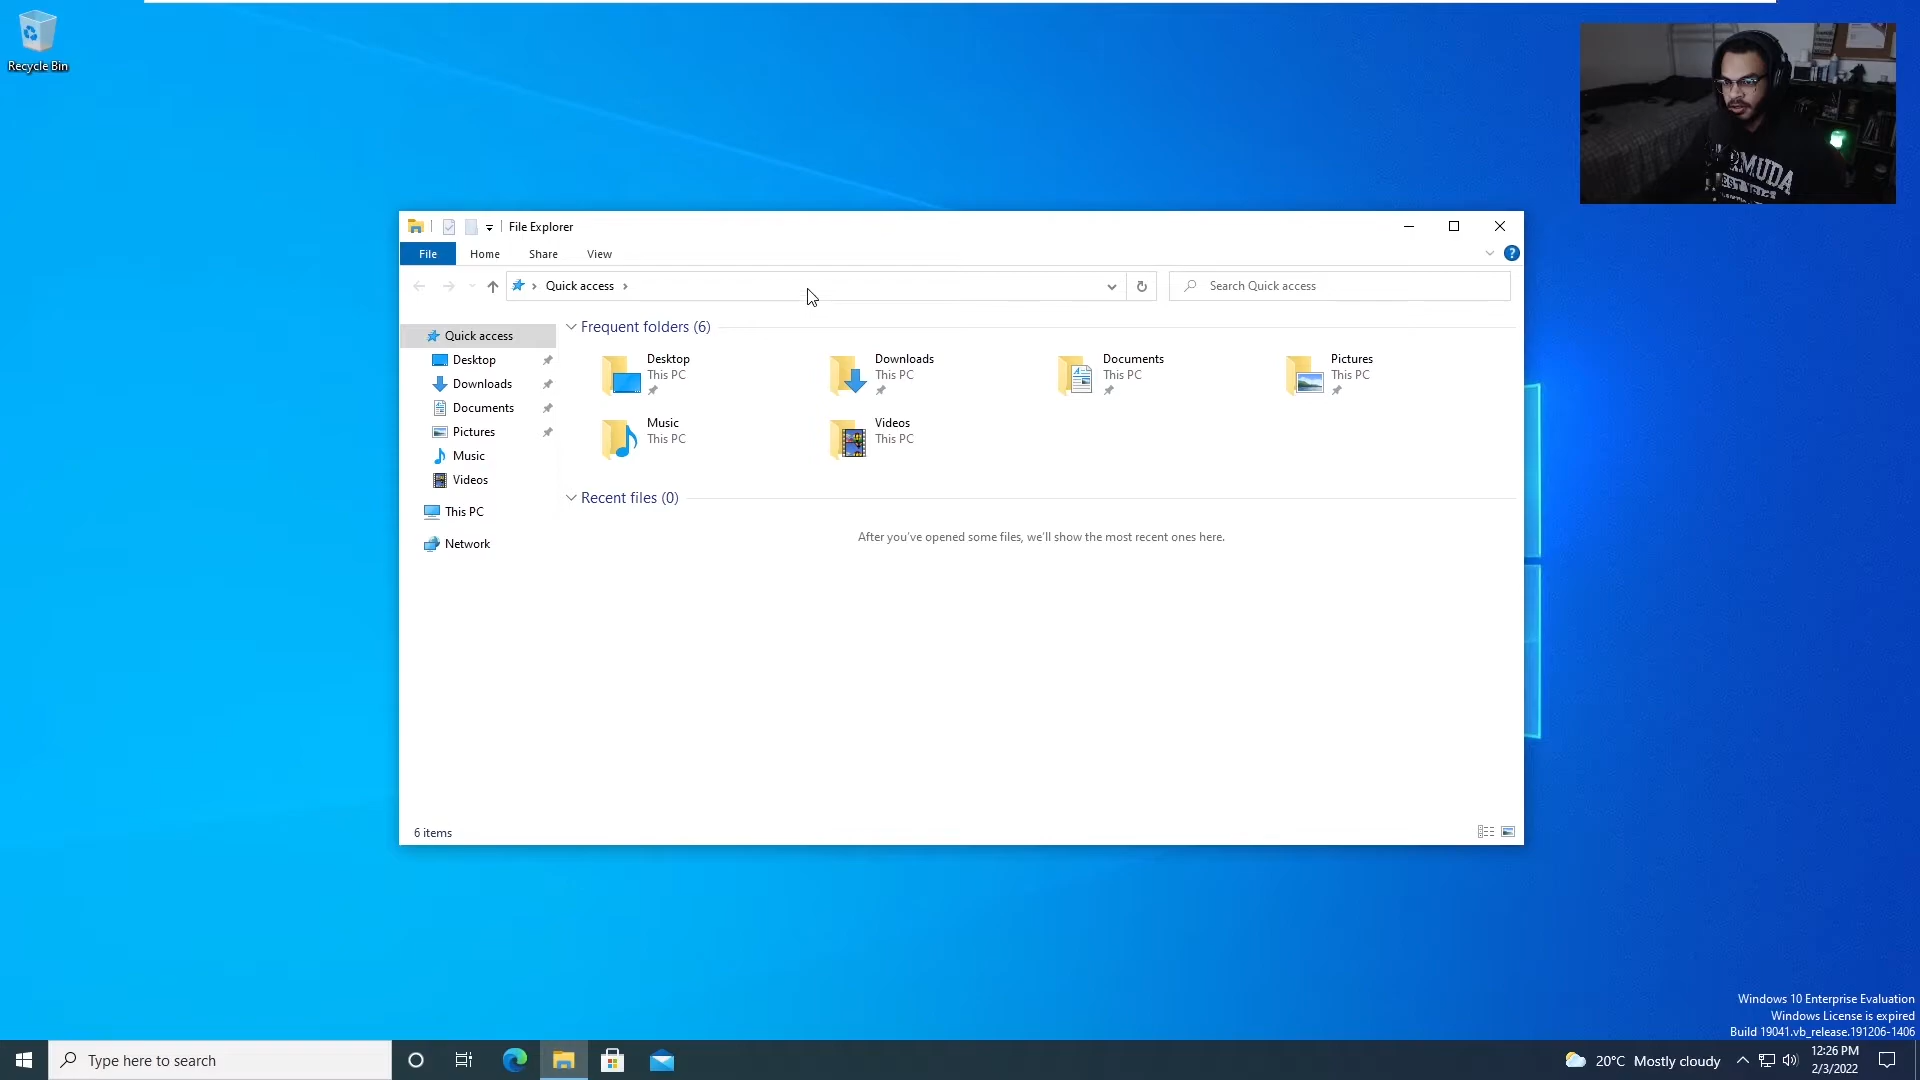 Recycle Bin
File Explorer
File
Home
Share
View
Quick access
Search Quick access
Quick access
Desktop
Downloads
Documents
Pictures
Music
Videos
This PC
Network
Frequent folders (6)
Desktop
This PC
Downloads
This PC
Documents
This PC
Pictures
This PC
Music
This PC
Videos
This PC
Recent files (0)
After you've opened some files, we'll show the most recent ones here.
6 items
Windows 10 Enterprise Evaluation
Windows License is expired
Build 19041.vb_release.191206-1406
Type here to search
20°C Mostly cloudy
12:26 PM
2/3/2022